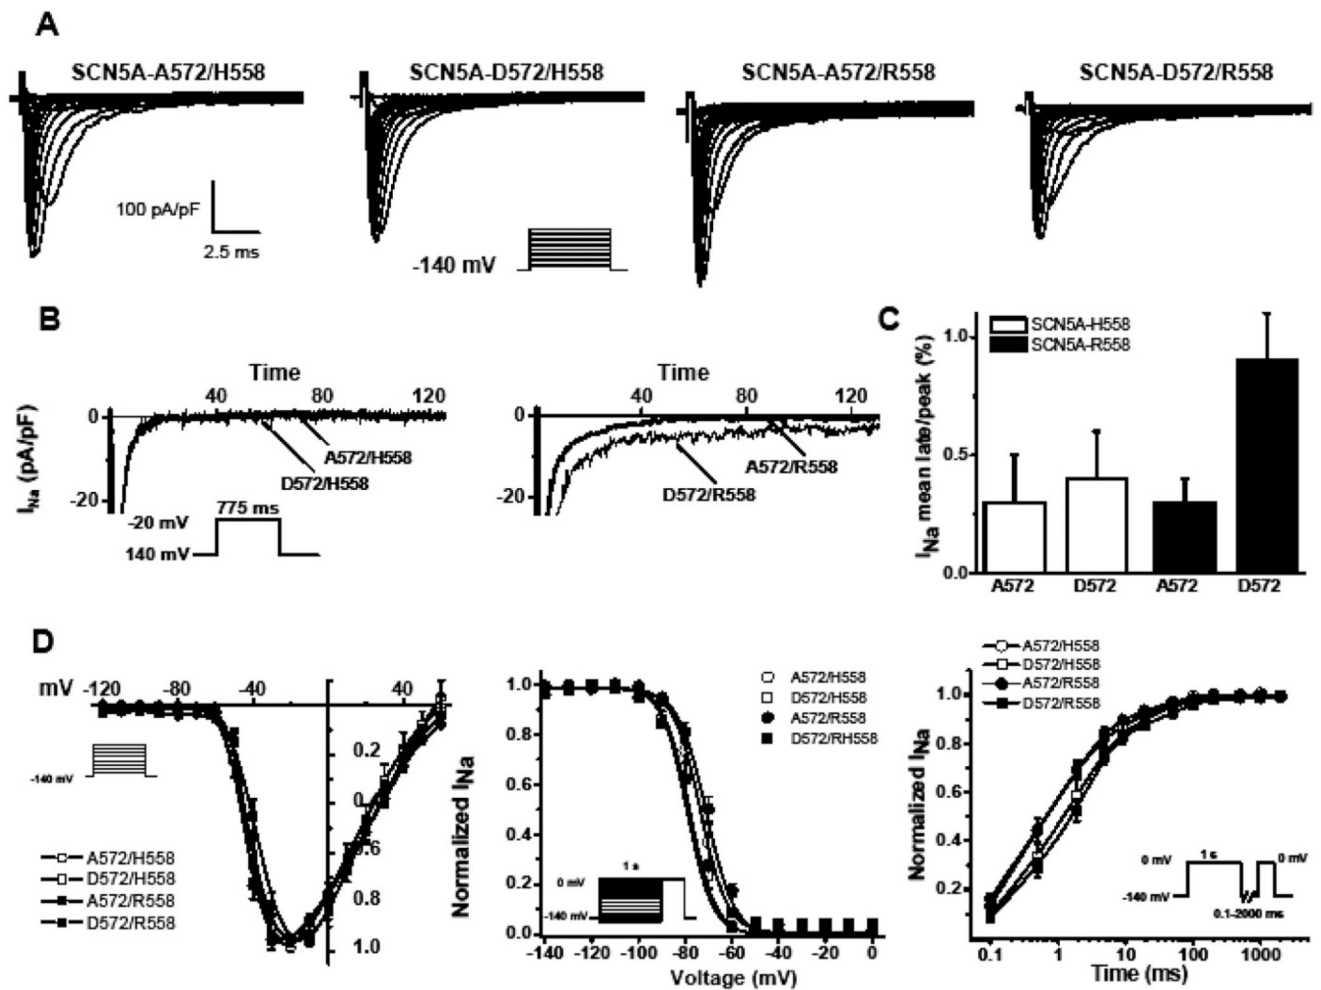 A
SCN5A-A572/H558
SCN5A-D572/H558
SCN5A-A572/R558
SCN5A-D572/R558
100 pA/pF
2.5 ms
-140 mV
B
Time
40 80 120
0
-20
I Na (pA/pF)
A572/H558
D572/H558
775 ms
-20 mV
140 mV
Time
40 80 120
0
-20
A572/R558
D572/R558
C
SCN5A-H558
SCN5A-R558
I Na mean late/peak (%)
1.0
0.5
0.0
A572 D572 A572 D572
D
mV -120 -80 -40 40
0.2
0.
0.6
0.8
1.0
-140 mV
A572/H558
D572/H558
A572/R558
D572/R558
Normalized I Na
1.0
0.8
0.6
0.4
0.2
0.0
A572/H558
D572/H558
A572/R558
D572/RH558
1 s
0 mV
-140 mV
-140 -120 -100 -80 -60 -40 -20 0
Voltage (mV)
A572/H558
D572/H558
A572/R558
D572/R558
Normalized I Na
1.0
0.8
0.6
0.4
0.2
1 s
0 mV
0 mV
-140 mV
0.1-2000 ms
0.1 1 10 100 1000
Time (ms)